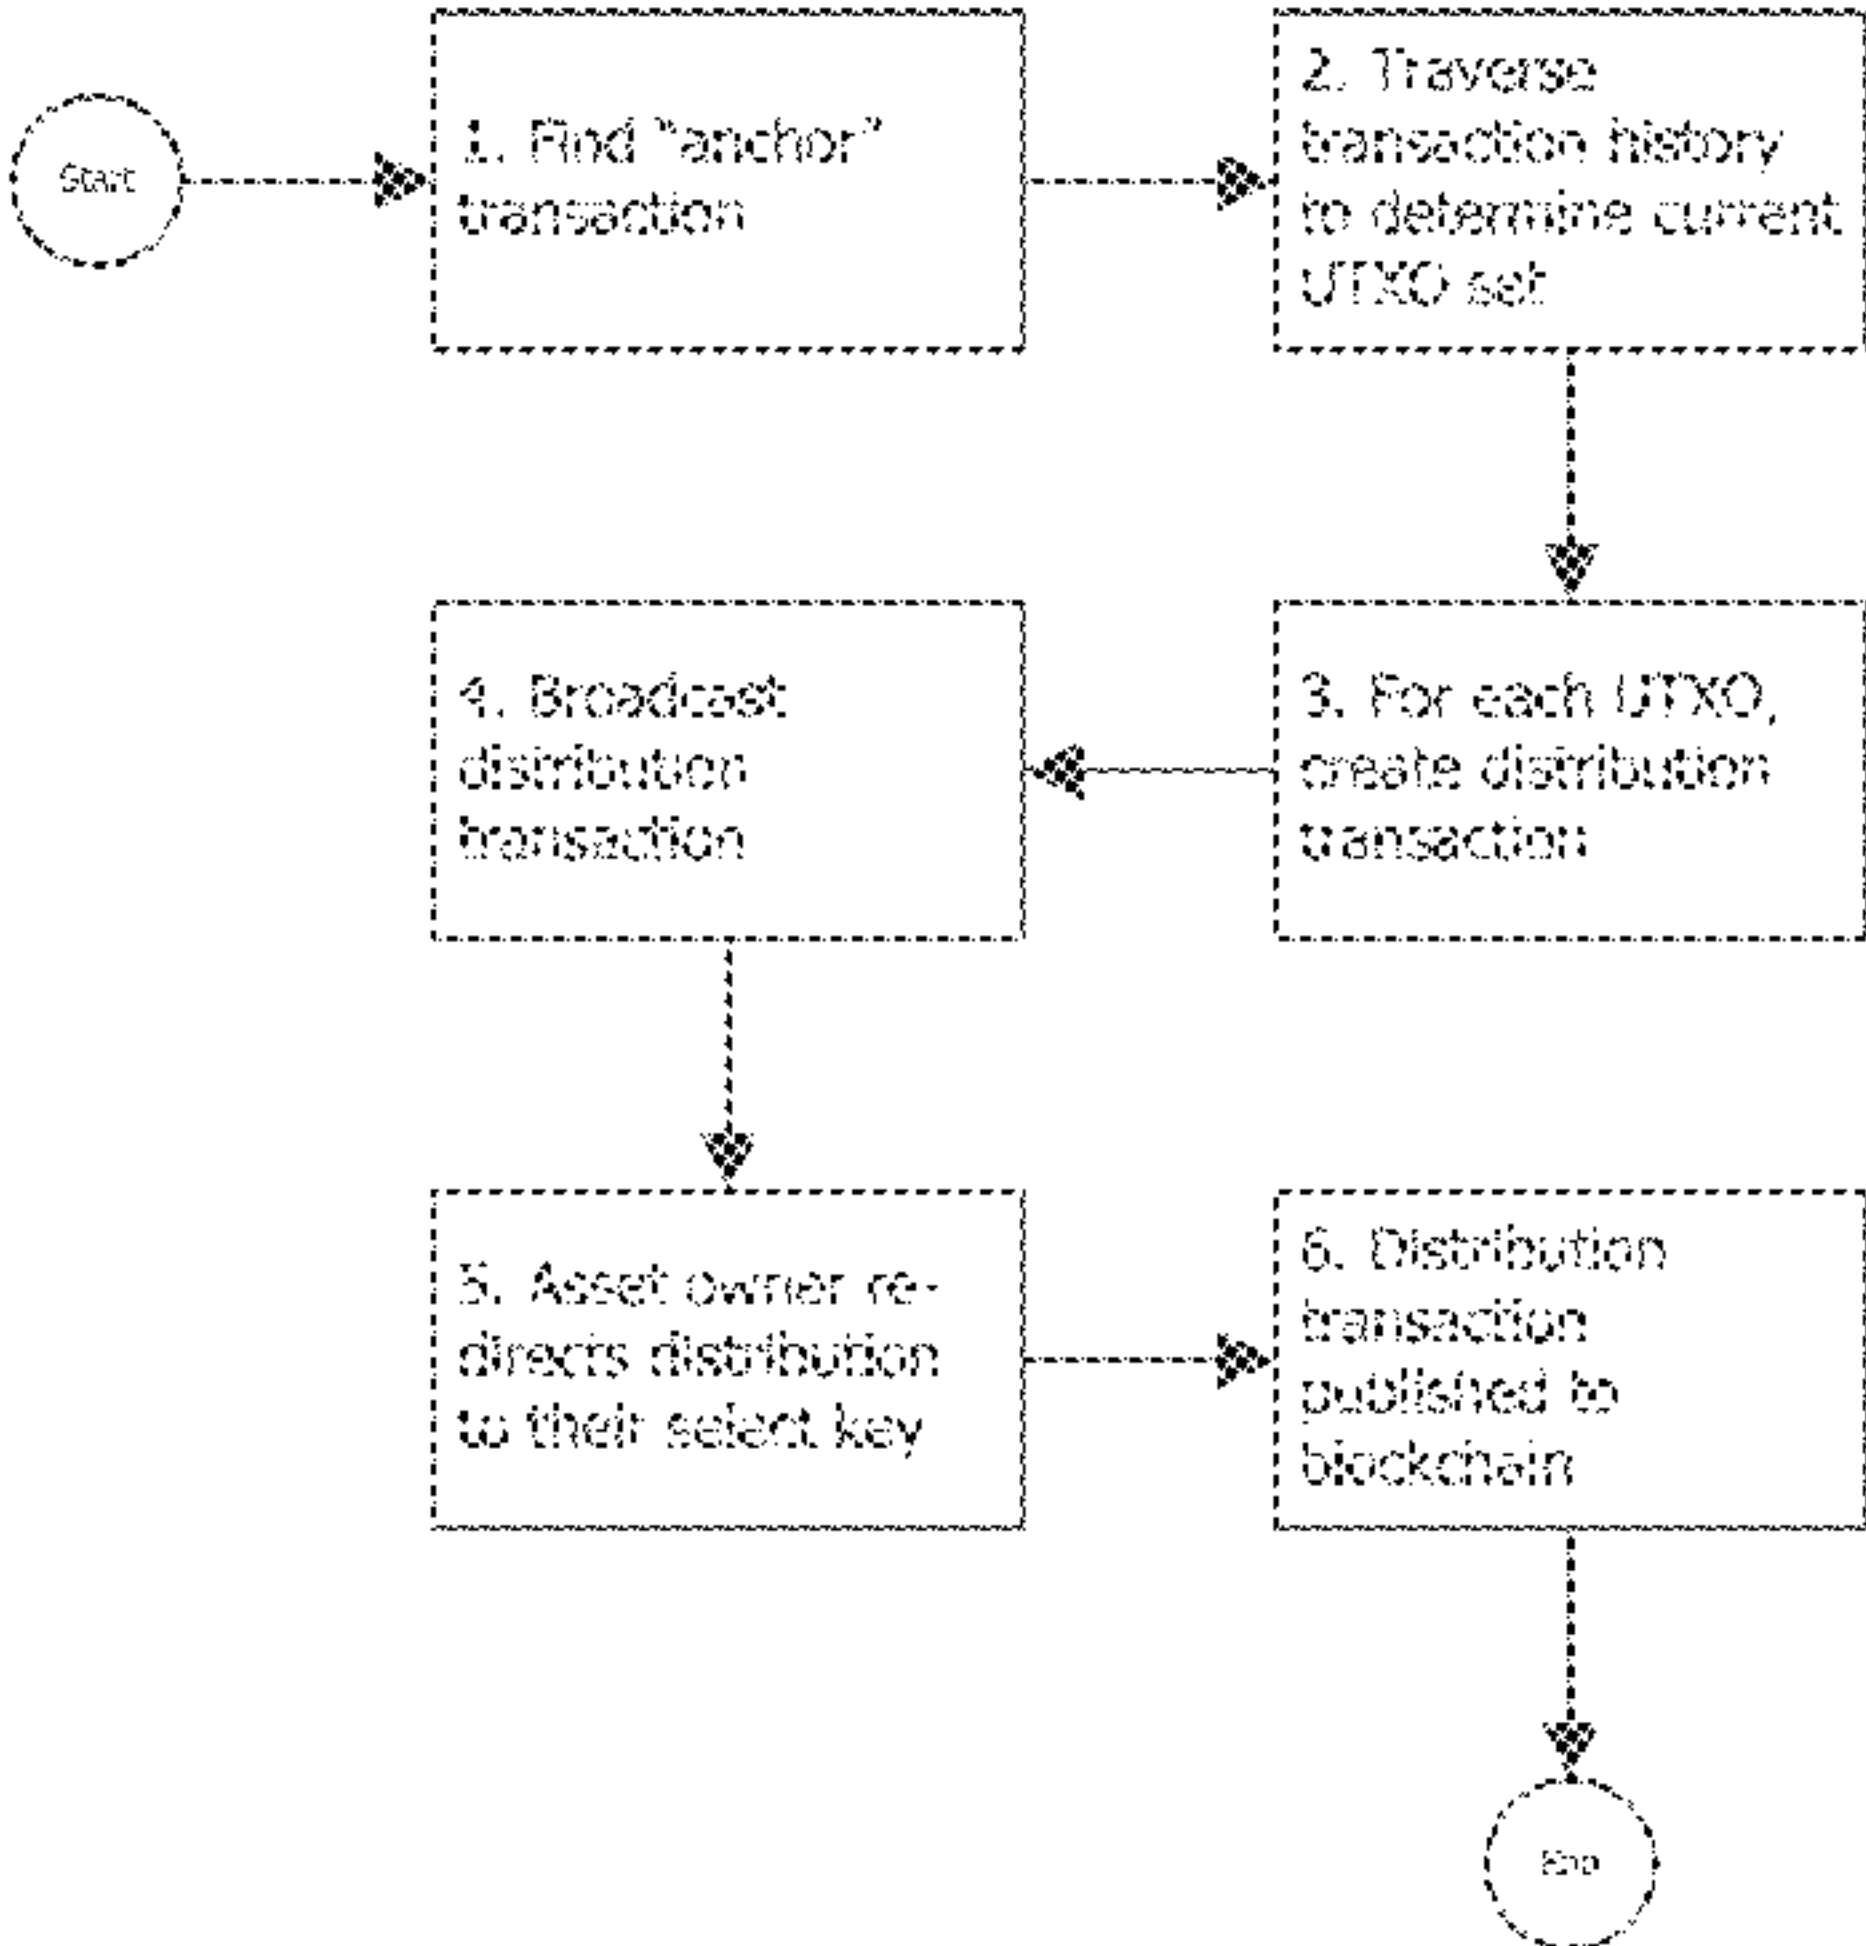 Start
1. Find "anchor"
transaction
2. Traverse
transaction history
to determine current
UTXO set
3. For each UTXO,
create distribution
transaction
4. Broadcast
distribution
transaction
5. Asset owner re-
directs distribution
to their select key
6. Distribution
transaction
published to
blockchain
End